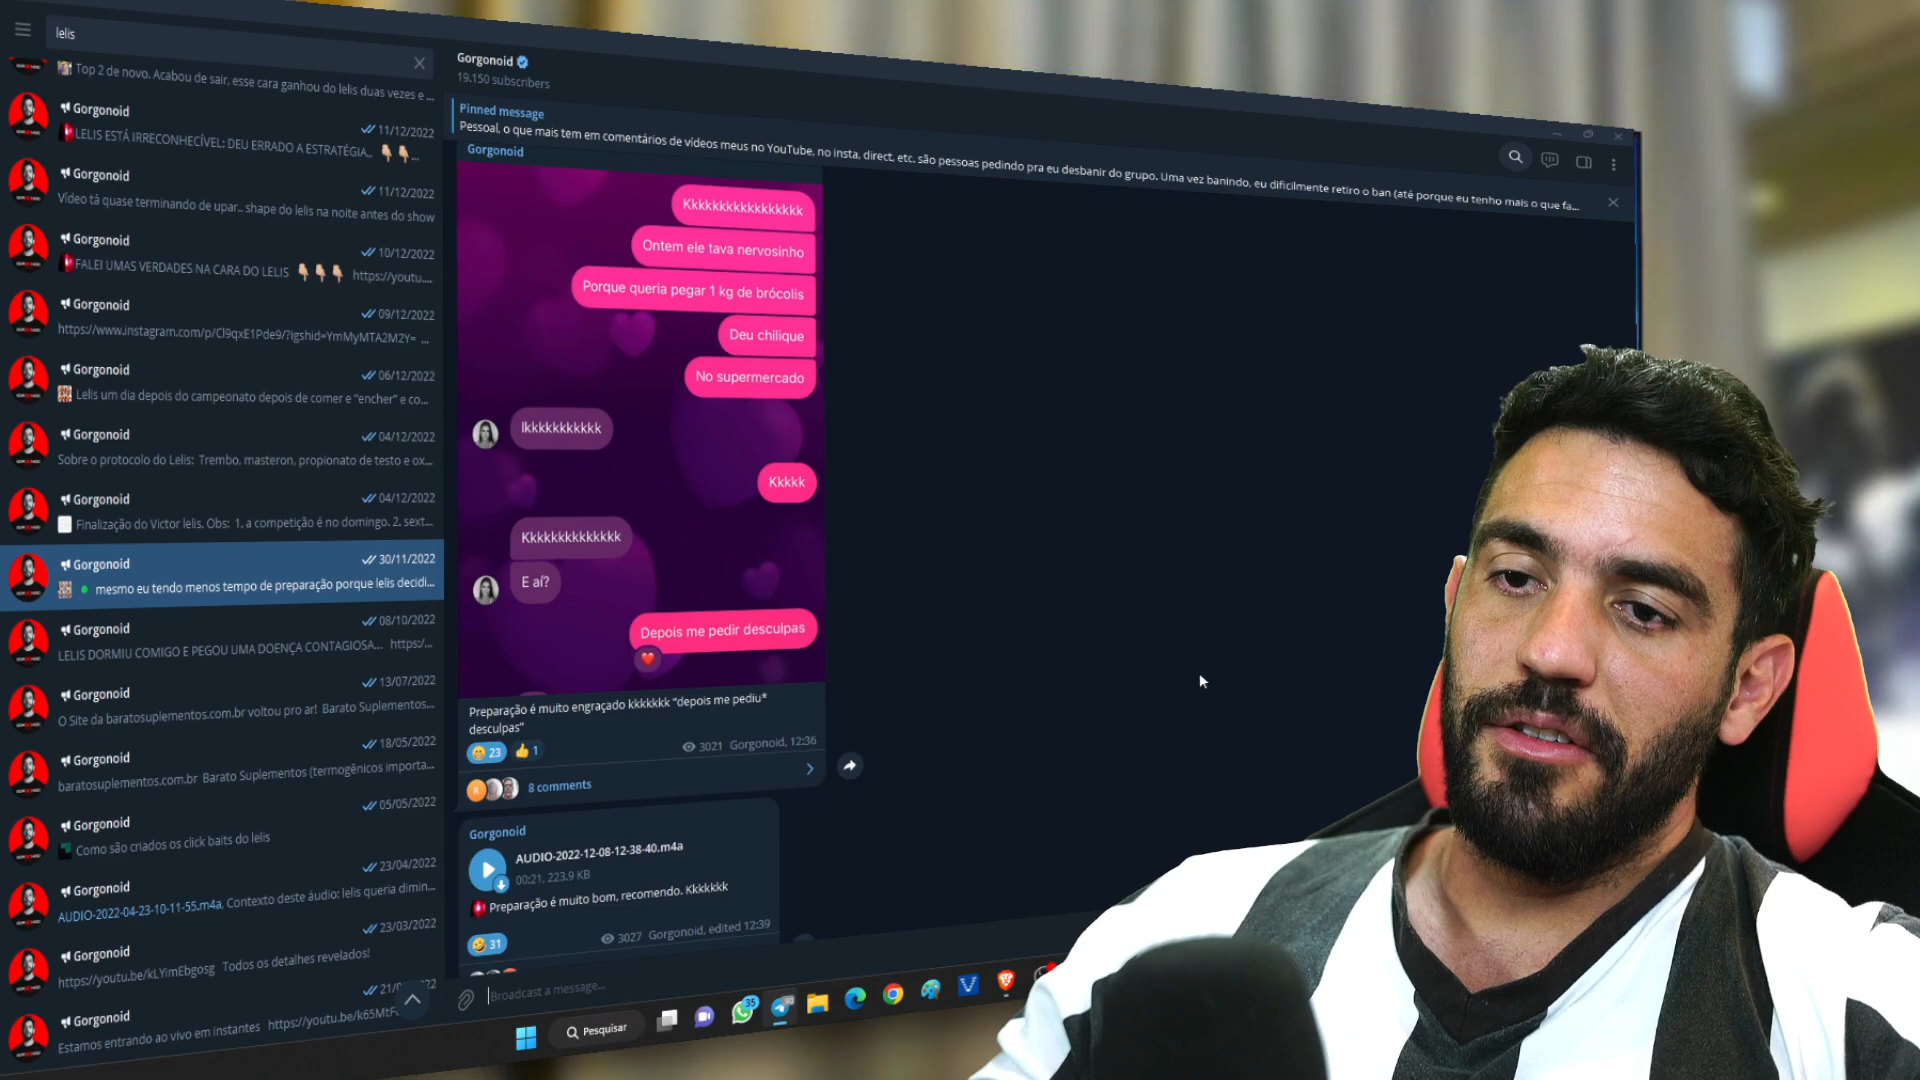 lelis
Top 2 de novo. Acabou de sair, esse cara ganhou do lelis duas vezes e ...
Gorgonoid
11/12/2022
LELIS ESTÁ IRRECONHECÍVEL: DEU ERRADO A ESTRATÉGIA.. 👇🏼👇🏼...
Gorgonoid
11/12/2022
Vídeo tá quase terminando de upar.. shape do lelis na noite antes do show
Gorgonoid
10/12/2022
FALEI UMAS VERDADES NA CARA DO LELIS 👇🏼👇🏼👇🏼 https://youtu....
Gorgonoid
09/12/2022
https://www.instagram.com/p/Cl9qxE1Pde9/?igshid=YmMyMTA2M2Y= ...
Gorgonoid
06/12/2022
Lelis um dia depois do campeonato depois de comer e "encher" e co...
Gorgonoid
04/12/2022
Sobre o protocolo do Lelis: Trembo, masteron, propionato de testo e ox...
Gorgonoid
04/12/2022
Finalização do Victor lelis. Obs: 1. a competição é no domingo. 2. sext...
Gorgonoid
30/11/2022
mesmo eu tendo menos tempo de preparação porque lelis decidi...
Gorgonoid
08/10/2022
LELIS DORMIU COMIGO E PEGOU UMA DOENÇA CONTAGIOSA... https:/...
Gorgonoid
13/07/2022
O Site da baratosuplementos.com.br voltou pro ar! Barato Suplementos...
Gorgonoid
18/05/2022
baratosuplementos.com.br Barato Suplementos (termogênicos importa...
Gorgonoid
05/05/2022
Como são criados os click baits do lelis
Gorgonoid
23/04/2022
AUDIO-2022-04-23-10-11-55.m4a, Contexto deste áudio: lelis queria dimin...
Gorgonoid
23/03/2022
https://youtu.be/kLYimEbgosg Todos os detalhes revelados!
Gorgonoid
Estamos entrando ao vivo em instantes
Gorgonoid
19.150 subscribers
Pinned message
Pessoal, o que mais tem em comentários de vídeos meus no YouTube, no insta, direct, etc. são pessoas pedindo pra eu desbanir do grupo. Uma vez banindo, eu dificilmente retiro o ban (até porque eu tenho mais o que fa...
Gorgonoid
Kkkkkkkkkkkkkkkkk
Ontem ele tava nervosinho
Porque queria pegar 1 kg de brócolis
Deu chilique
No supermercado
Ikkkkkkkkkkk
Kkkkk
Kkkkkkkkkkkkk
E aí?
Depois me pedir desculpas
❤️
Preparação é muito engraçado kkkkkkk "depois me pediu*
desculpas"
23 👍 1
3021 Gorgonoid, 12:36
8 comments
Gorgonoid
AUDIO-2022-12-08-12-38-40.m4a
00:21, 223.9 KB
Preparação é muito bom, recomendo. Kkkkkkk
🤣 31
3027 Gorgonoid, edited 12:39
Broadcast a message...
Pesquisar
35